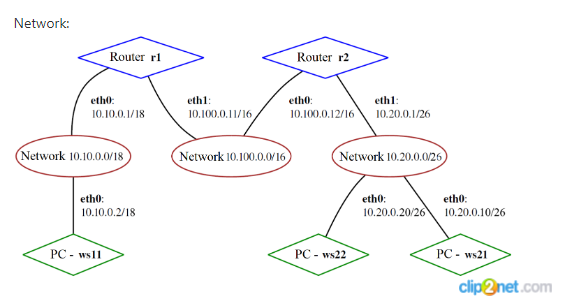 Network:
Router r1
Router r2
eth0:
10.10.0.1/18
eth1:
10.100.0.11/16
eth0:
10.100.0.12/16
eth1:
10.20.0.1/26
Network 10.10.0.0/18
Network 10.100.0.0/16
Network 10.20.0.0/26
eth0:
10.10.0.2/18
eth0:
10.20.0.20/26
eth0:
10.20.0.10/26
PC - ws11
PC - ws22
PC - ws21
clip2net.com